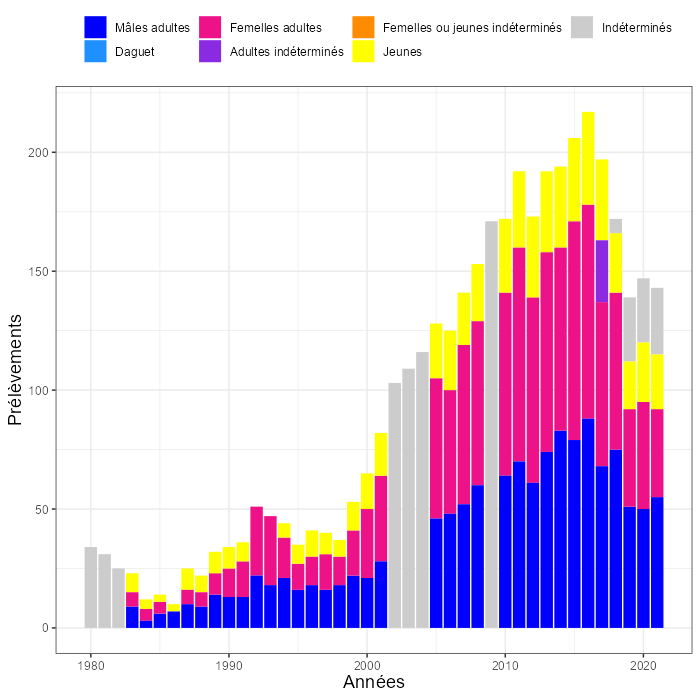 Mâles adultes Femelles adultes Femelles ou jeunes indéterminés Indéterminés
Daguet Adultes indéterminés Jeunes
200
150
100
50
0
Prélèvements
1980 1990 2000 2010 2020
Années